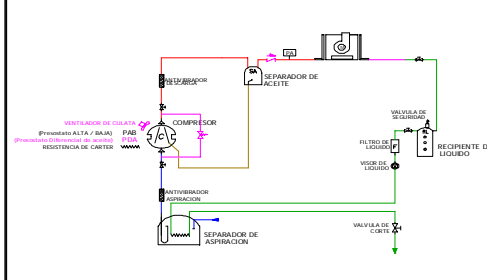 PA
SA
SEPARADOR DE
ACEITE
ANTIVIBRADOR
DESCARGA
VENTILADOR DE CULATA
COMPRESOR
(Presostato ALTA / BAJA) PAB
(Presostato Diferencial de aceite) PDA
RESISTENCIA DE CARTER
C
VALVULA DE
SEGURIDAD
FILTRO DE
LIQUIDO
F
RL
RECIPIENTE D
LIQUIDO
VISOR DE
LIQUIDO
ANTIVIBRADOR
ASPIRACION
SEPARADOR DE
ASPIRACION
VALVULA DE
CORTE